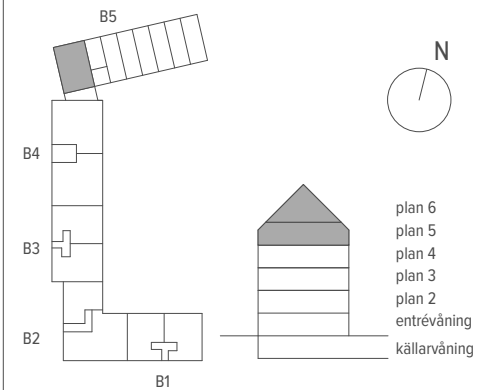 B5
N
B4
B3
B2
B1
plan 6
plan 5
plan 4
plan 3
plan 2
entrévåning
källarvåning